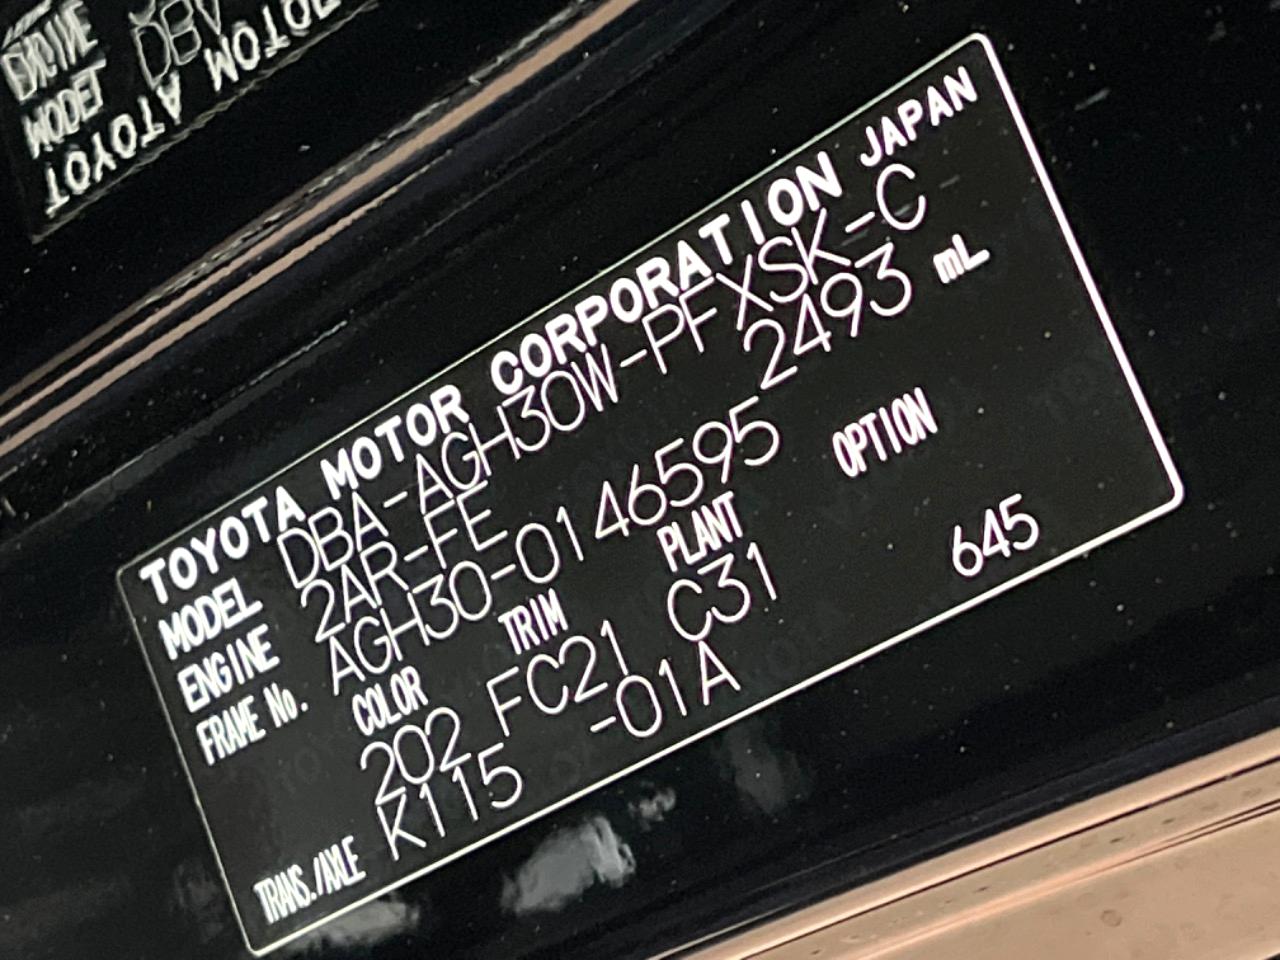 TOYOTA MOTOR CORPORATION JAPAN
MODEL DBA-AGH30W-PFXSK-C
ENGINE 2AR-FE 2493 mL
FRAME No. AGH30-0146595
COLOR TRIM PLANT OPTION
202 FC21 C31 645
TRANS./AXLE K115 -01A
ENGINE
MODEL DBA
TOYOTA MOTOR